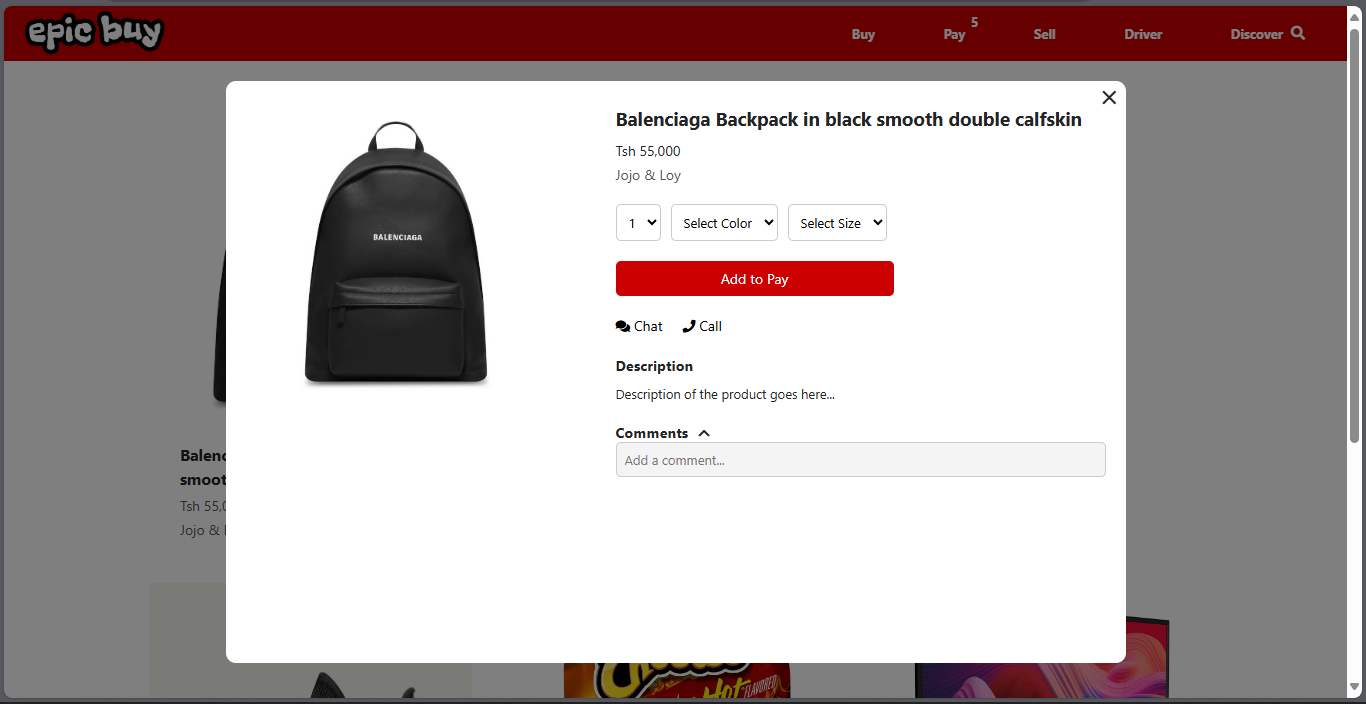 epic buy
Buy
Pay 5
Sell
Driver
Discover
BALENCIAGA
Balenciaga Backpack in black smooth double calfskin
Tsh 55,000
Jojo & Loy
1
Select Color
Select Size
Add to Pay
Chat
Call
Description
Description of the product goes here...
Comments
Add a comment...
Balenc
smoot
Tsh 55,0
Jojo &
Hot
FLAVORED